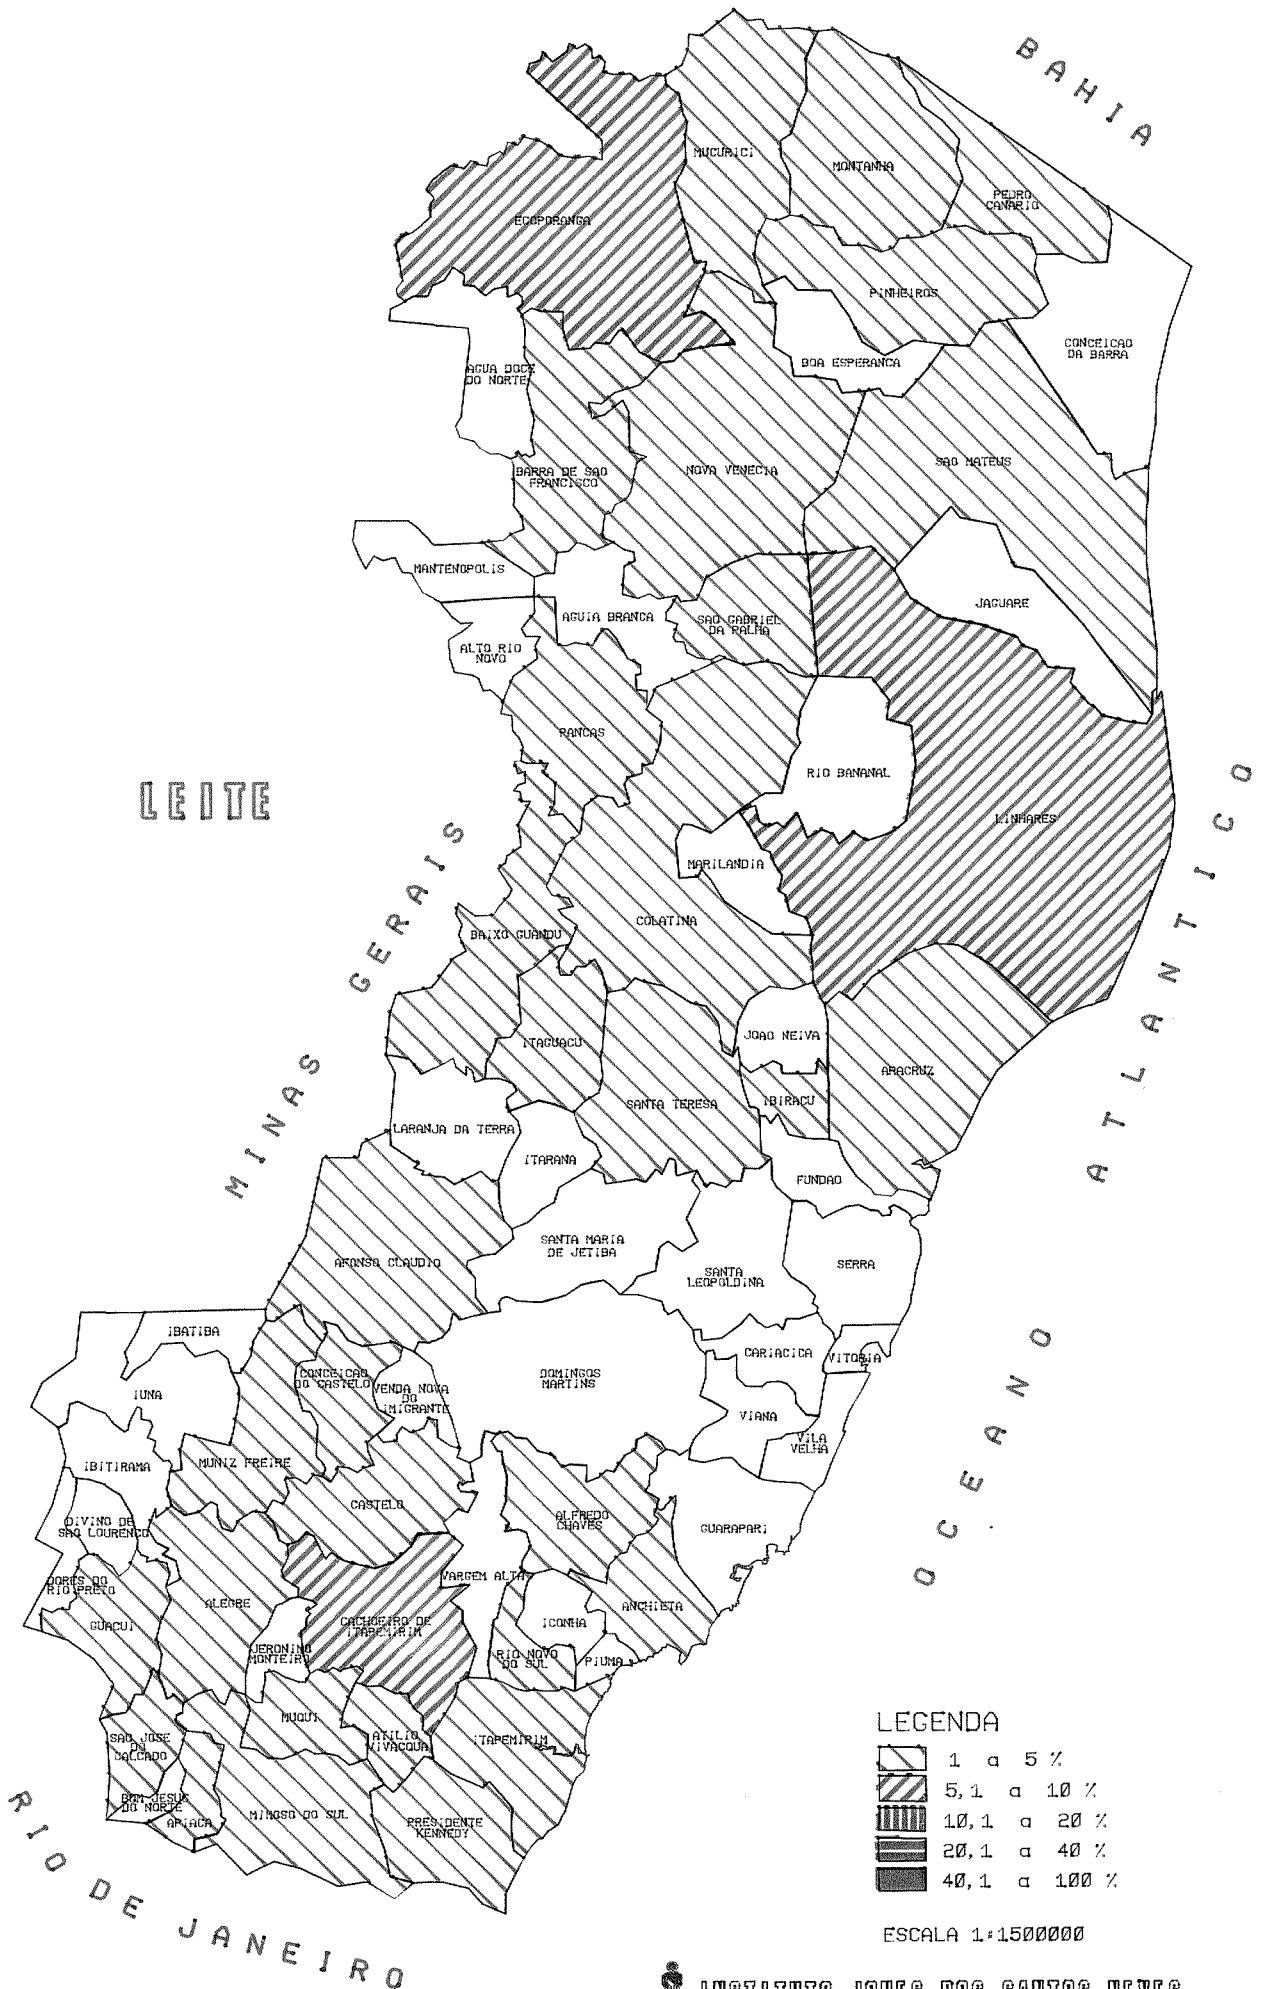 BAHIA
MUCURICI
MONTANHA
PEDRO
CANARIO
ECOPORANGA
PINHEIROS
CONCEICAO
DA BARRA
BOA ESPERANCA
AGUA DOCE
DO NORTE
SAO MATEUS
NOVA VENECIA
BARRA DE SAO
FRANCISCO
MANTENOPOLIS
JAGUARE
AGUIA BRANCA
SAO GABRIEL
DA PALHA
ALTO RIO
NOVO
PANCAS
RIO BANANAL
LEITE
LINHARES
MARILANDIA
COLATINA
BAIXO GUANDU
MINAS GERAIS
OCEANO ATLANTICO
JOAO NEIVA
ITAGUACU
ARACRUZ
IBIRACU
SANTA TERESA
LARANJA DA TERRA
ITARANA
FUNDAO
SANTA MARIA
DE JETIBA
AFONSO CLAUDIO
SERRA
SANTA
LEOPOLDINA
IBATIBA
CARIACICA
VITORIA
DOMINGOS
MARTINS
CONCEICAO
DO CASTELO
VENDA NOVA
DO
IMIGRANTE
IUNA
VIANA
VILA
VELHA
MUNIZ FREIRE
IBITIRAMA
CASTELO
ALFREDO
CHAVES
GUARAPARI
DIVINO DE
SAO LOURENCO
VARGEM ALTA
DORES DO
RIO PRETO
ALEGRE
ANCHIETA
GUACUI
CACHOEIRO DE
ITAPEMIRIM
ICONHA
JERONIMO
MONTEIRO
RIO NOVO
DO SUL
PIUMA
MUQUI
ATILIO
VIVACQUA
ITAPEMIRIM
SAO JOSE
DO
CALCADO
BOM JESUS
DO NORTE
APIACA
MIMOSO DO SUL
PRESIDENTE
KENNEDY
RIO DE JANEIRO
LEGENDA
1 a 5 %
5,1 a 10 %
10,1 a 20 %
20,1 a 40 %
40,1 a 100 %
ESCALA 1:1500000
INSTITUTO JONES DOS SANTOS NEVES